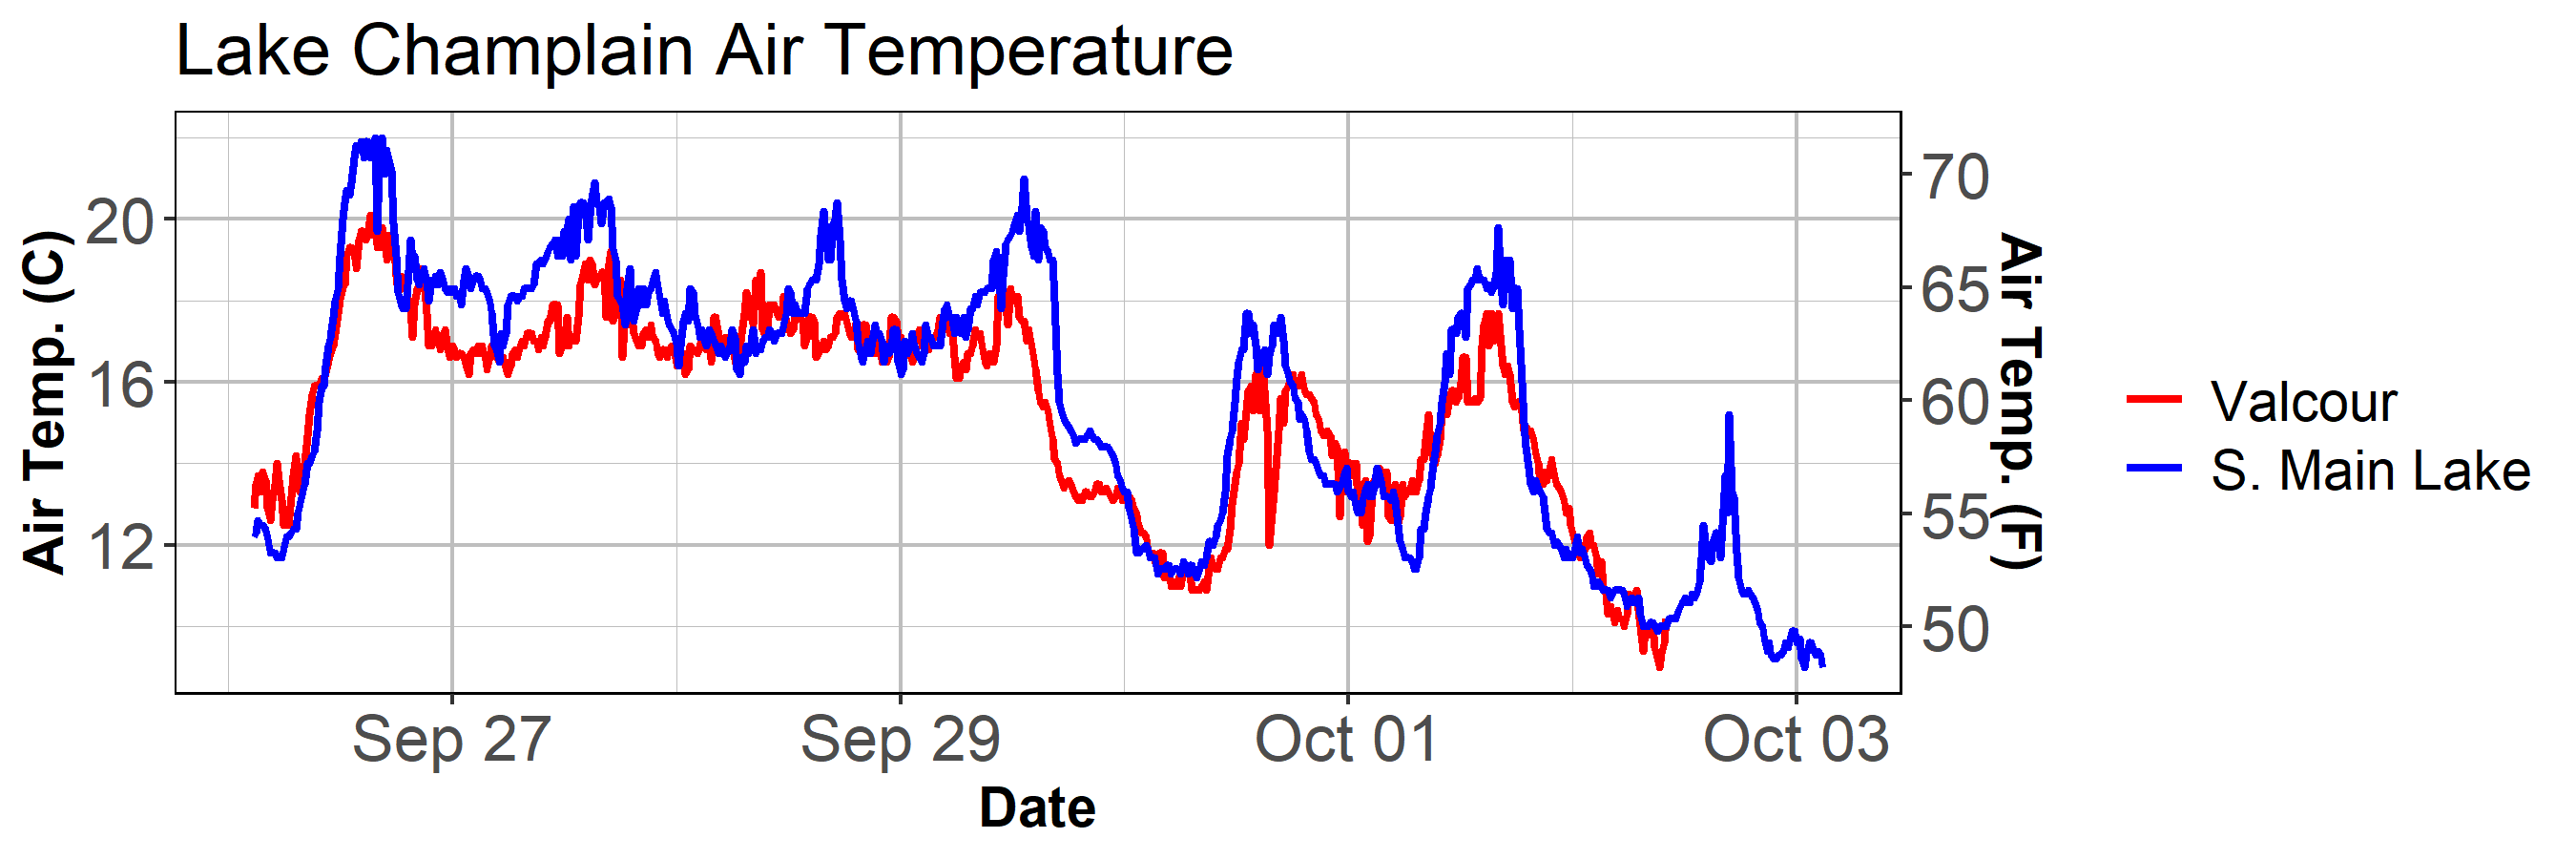 Lake Champlain Air Temperature
Air Temp. (C)
20
16
12
70
65
60
55
50
Air Temp. (F)
Sep 27
Sep 29
Oct 01
Oct 03
Date
Valcour
S. Main Lake